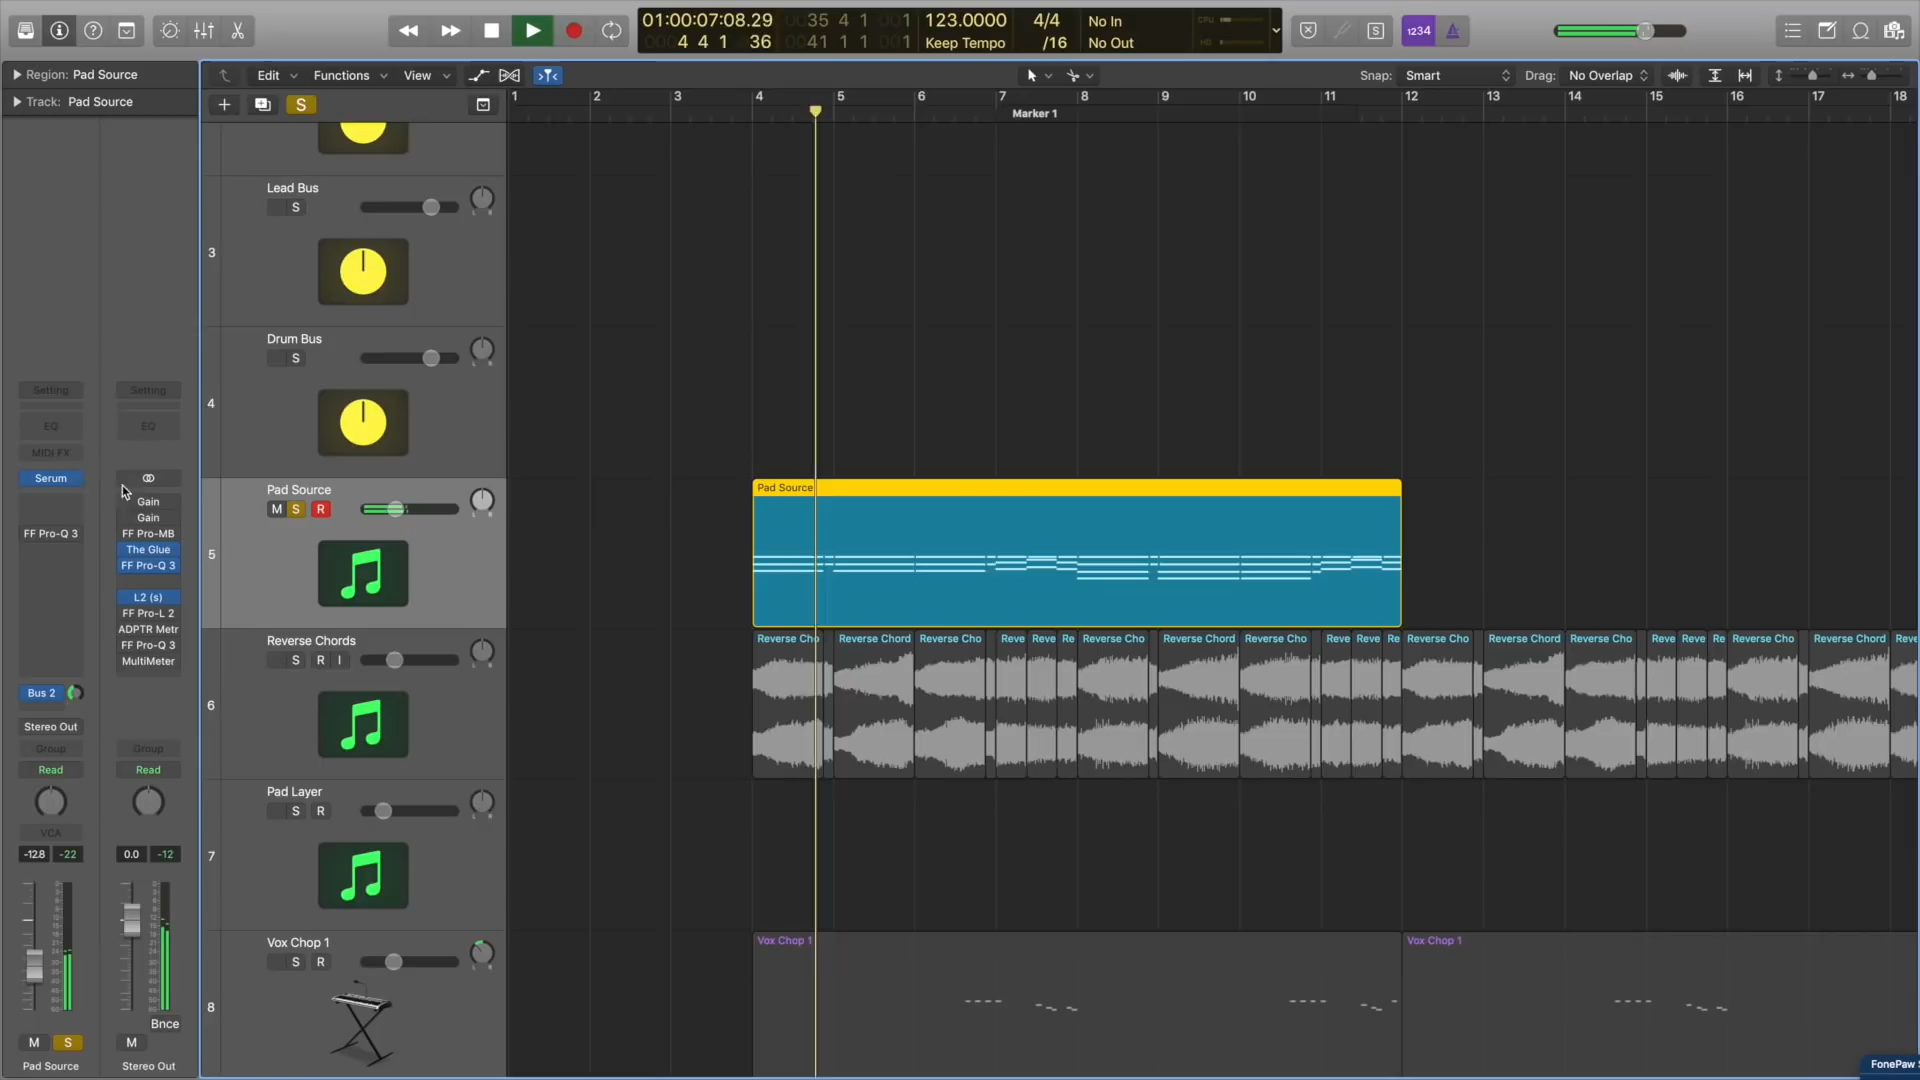 01:00:07:08.29
4 4 1 36
35 4 1 001
41 1 1 001
123.0000
Keep Tempo
4/4
/16
No In
No Out
CPU
HD
S
1234
Region: Pad Source
Track: Pad Source
Edit
Functions
View
Snap: Smart
Drag: No Overlap
S
1 2 3 4 5 6 7 8 9 10 11 12 13 14 15 16 17 18
Marker 1
Lead Bus
S
3
Drum Bus
S
4
Pad Source
M S R
5
Pad Source
Reverse Chords
S R I
6
Reverse Cho
Reverse Chord
Reverse Cho
Reve
Reve
Re
Reverse Cho
Reverse Chord
Reverse Cho
Reve
Reve
Re
Reverse Cho
Reverse Chord
Reverse Cho
Reve
Reve
Re
Reverse Cho
Reverse Chord
Reve
Pad Layer
S R
7
Vox Chop 1
S R
8
Vox Chop 1
Vox Chop 1
Setting
Setting
EQ
EQ
MIDI FX
Serum
Gain
Gain
FF Pro-Q 3
FF Pro-MB
The Glue
FF Pro-Q 3
L2 (s)
FF Pro-L 2
ADPTR Metr
FF Pro-Q 3
MultiMeter
Bus 2
Stereo Out
Group
Group
Read
Read
VCA
-12.8
-22
0.0
-12
Bnce
M S
M
Pad Source
Stereo Out
FonePaw